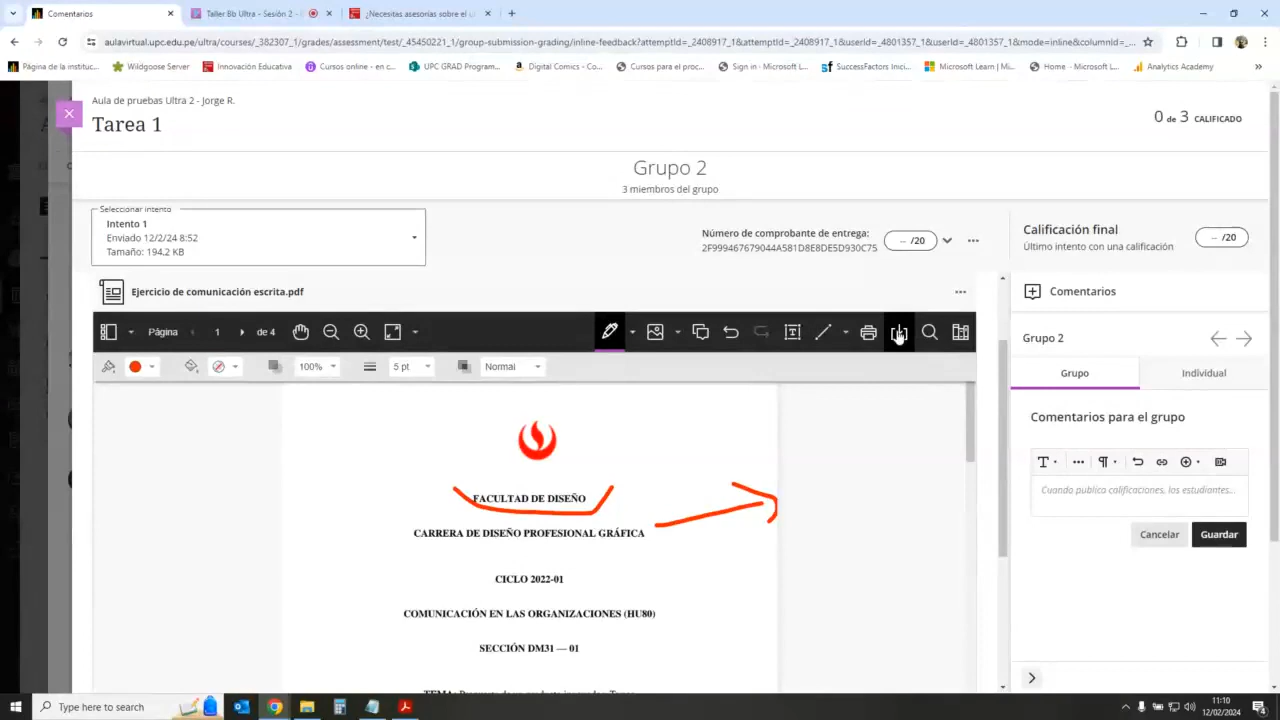 Comentarios
Taller Bb Ultra - Sesión 2 -
¿Necesitas asesorías sobre el u
aulavirtual.upc.edu.pe/ultra/courses/_382307_1/grades/assessment/test/_45450221_1/group-submission-grading/inline-feedback?attemptId=_2408917_1&attemptId=_2408917_1&userId=_4801357_1&userId=_4801357_1&mode=inline&columnId=_...
Página de la instituc...
Wildgoose Server
Innovación Educativa
Cursos online - en c...
UPC GRAD Program...
Digital Comics - Co...
Cursos para el proc...
Sign in · Microsoft L...
SuccessFactors Inici...
Microsoft Learn | Mi...
Home – Microsoft L...
Analytics Academy
Aula de pruebas Ultra 2 - Jorge R.
Tarea 1
0 de 3 CALIFICADO
Grupo 2
3 miembros del grupo
Seleccionar intento
Intento 1
Enviado 12/2/24 8:52
Tamaño: 194.2 KB
Número de comprobante de entrega:
2F999467679044A581D8E8DE5D930C75
-- /20
Calificación final
Último intento con una calificación
-- /20
Ejercicio de comunicación escrita.pdf
Comentarios
Página 1 de 4
Grupo 2
100%
5 pt
Normal
Grupo
Individual
FACULTAD DE DISEÑO
CARRERA DE DISEÑO PROFESIONAL GRÁFICA
CICLO 2022-01
COMUNICACIÓN EN LAS ORGANIZACIONES (HU80)
SECCIÓN DM31 — 01
TEMA:
Comentarios para el grupo
Cuando publica calificaciones, los estudiantes...
Cancelar
Guardar
Type here to search
11:10
12/02/2024
4